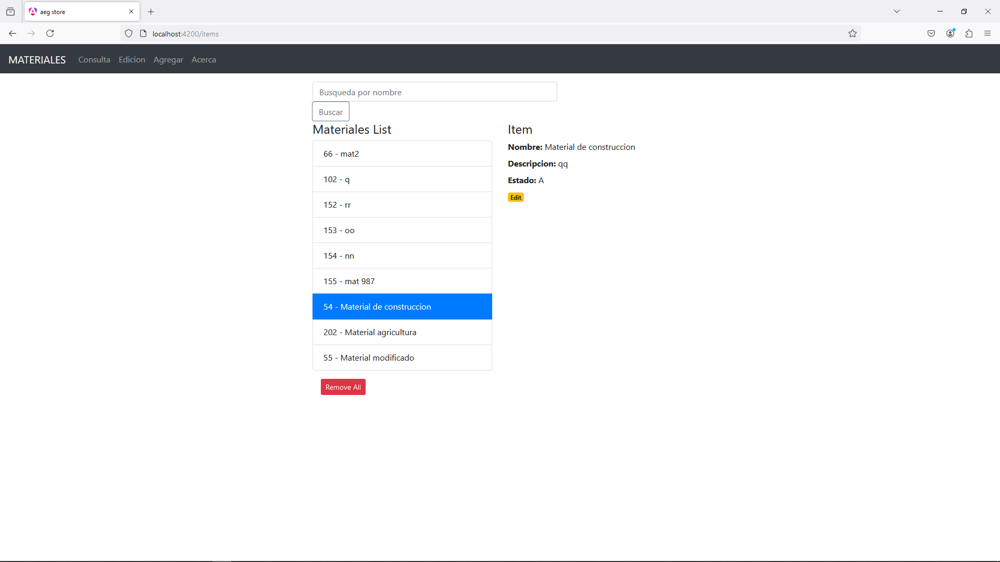 aeg store
localhost:4200/items
MATERIALES Consulta Edicion Agregar Acerca
Busqueda por nombre
Buscar
Materiales List
66 - mat2
102 - q
152 - rr
153 - oo
154 - nn
155 - mat 987
54 - Material de construccion
202 - Material agricultura
55 - Material modificado
Remove All
Item
Nombre: Material de construccion
Descripcion: qq
Estado: A
Edit